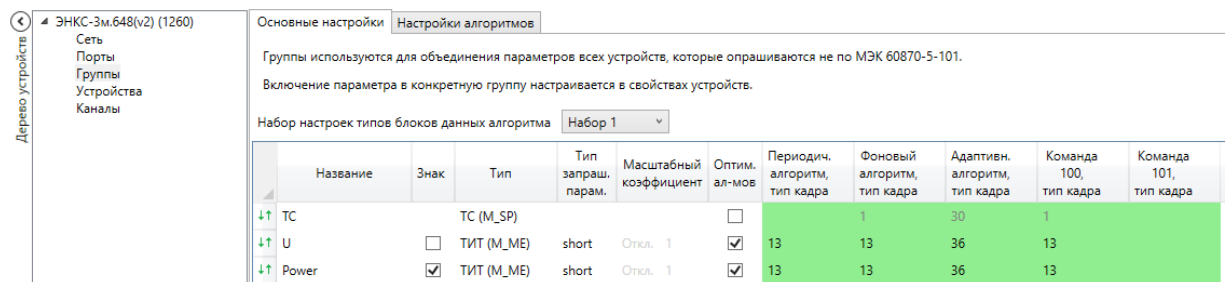 ЭНКС-3м.648(v2) (1260)
Сеть
Порты
Группы
Устройства
Каналы
Дерево устройств
Основные настройки Настройки алгоритмов
Группы используются для объединения параметров всех устройств, которые опрашиваются не по МЭК 60870-5-101.
Включение параметра в конкретную группу настраивается в свойствах устройств.
Набор настроек типов блоков данных алгоритма Набор 1
Название Знак Тип Тип запраш. парам. Масштабный коэффициент Оптим. ал-мов Периодич. алгоритм, тип кадра Фоновый алгоритм, тип кадра Адаптивн. алгоритм, тип кадра Команда 100, тип кадра Команда 101, тип кадра
ТС ТС (M_SP) 1 30 1
U ТИТ (M_ME) short Откл. 1 13 13 36 13
Power ТИТ (M_ME) short Откл. 1 13 13 36 13